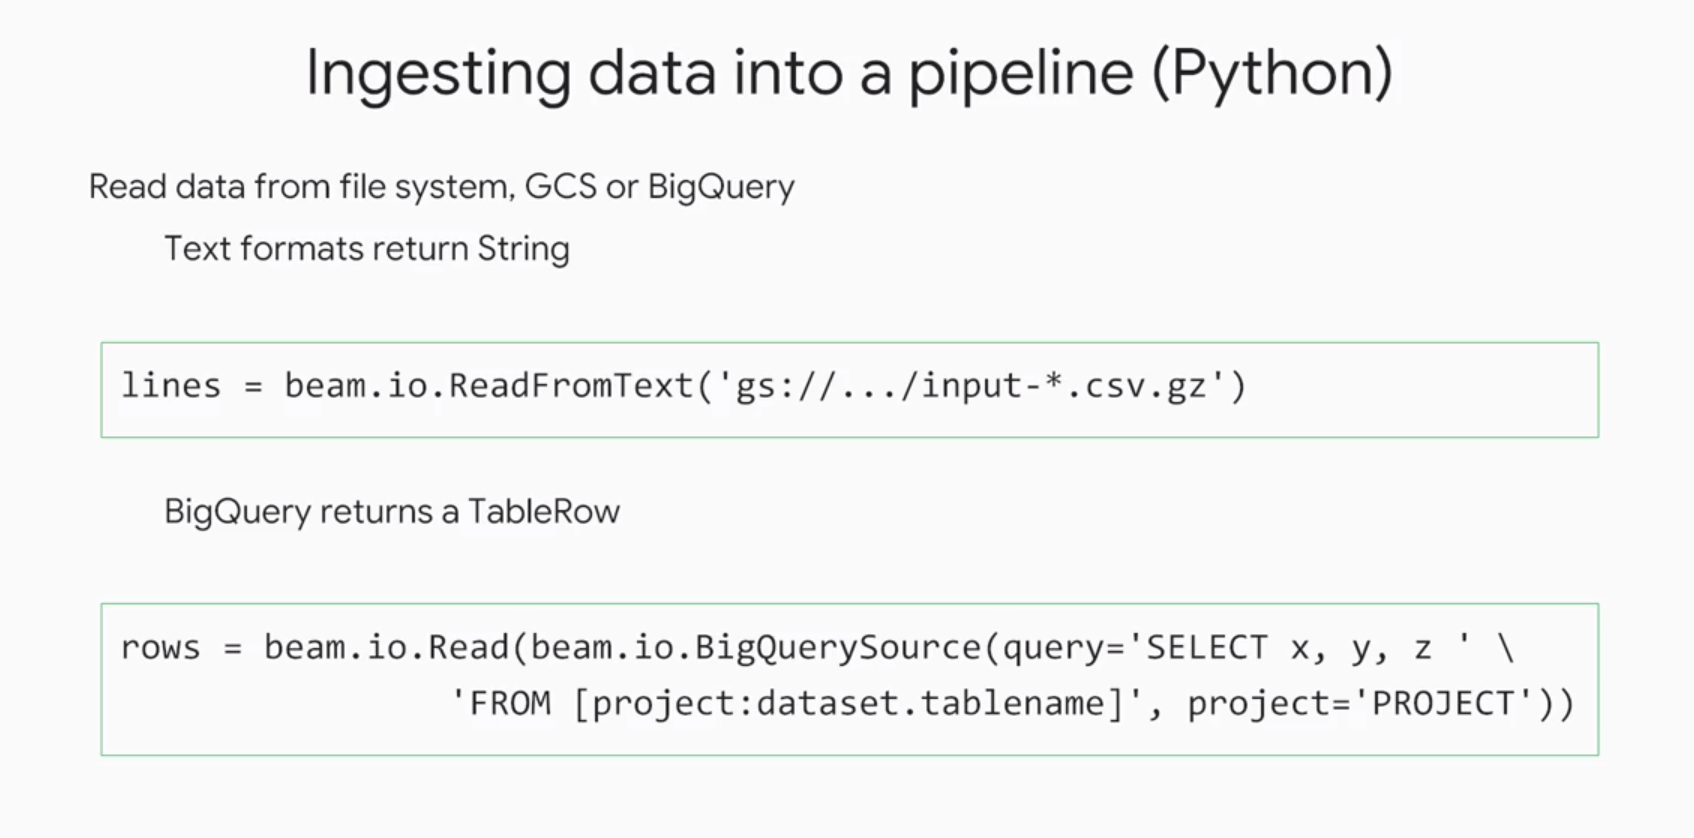 Ingesting data into a pipeline (Python)
Read data from file system, GCS or BigQuery
Text formats return String
lines = beam.io.ReadFromText('gs://.../input-*.csv.gz')
BigQuery returns a TableRow
rows = beam.io.Read(beam.io.BigQuerySource(query='SELECT x, y, z ' \
'FROM [project:dataset.tablename]', project='PROJECT'))